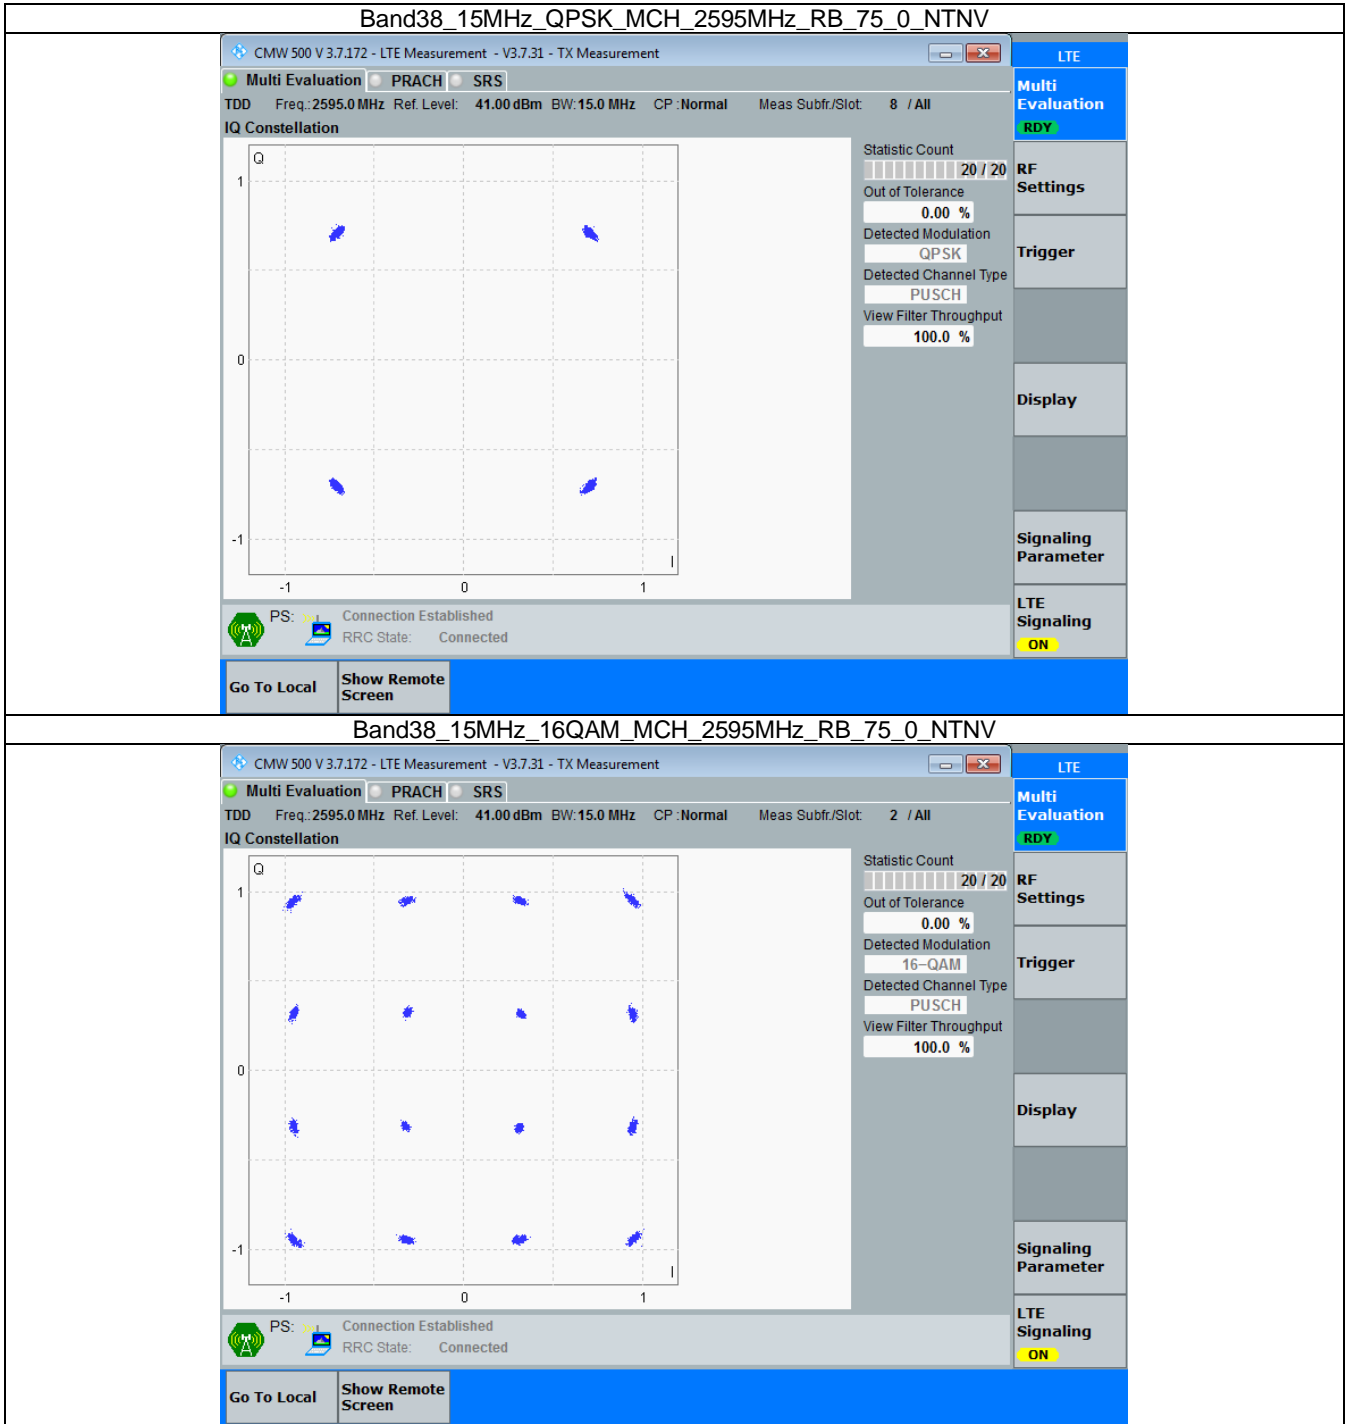 Band38_15MHz_QPSK_MCH_2595MHz_RB_75_0_NTNV
CMW 500 V 3.7.172 - LTE Measurement - V3.7.31 - TX Measurement
LTE
Multi Evaluation PRACH SRS
TDD Freq.: 2595.0 MHz Ref. Level: 41.00 dBm BW: 15.0 MHz CP : Normal Meas Subfr./Slot: 8 / All
IQ Constellation
Q
1
0
-1
I
-1 0 1
Statistic Count
20 / 20
Out of Tolerance
0.00 %
Detected Modulation
QPSK
Detected Channel Type
PUSCH
View Filter Throughput
100.0 %
Multi
Evaluation
RDY
RF
Settings
Trigger
Display
Signaling
Parameter
LTE
Signaling
ON
PS: Connection Established
RRC State: Connected
Go To Local
Show Remote
Screen
Band38_15MHz_16QAM_MCH_2595MHz_RB_75_0_NTNV
CMW 500 V 3.7.172 - LTE Measurement - V3.7.31 - TX Measurement
LTE
Multi Evaluation PRACH SRS
TDD Freq.: 2595.0 MHz Ref. Level: 41.00 dBm BW: 15.0 MHz CP : Normal Meas Subfr./Slot: 2 / All
IQ Constellation
Q
1
0
-1
I
-1 0 1
Statistic Count
20 / 20
Out of Tolerance
0.00 %
Detected Modulation
16-QAM
Detected Channel Type
PUSCH
View Filter Throughput
100.0 %
Multi
Evaluation
RDY
RF
Settings
Trigger
Display
Signaling
Parameter
LTE
Signaling
ON
PS: Connection Established
RRC State: Connected
Go To Local
Show Remote
Screen